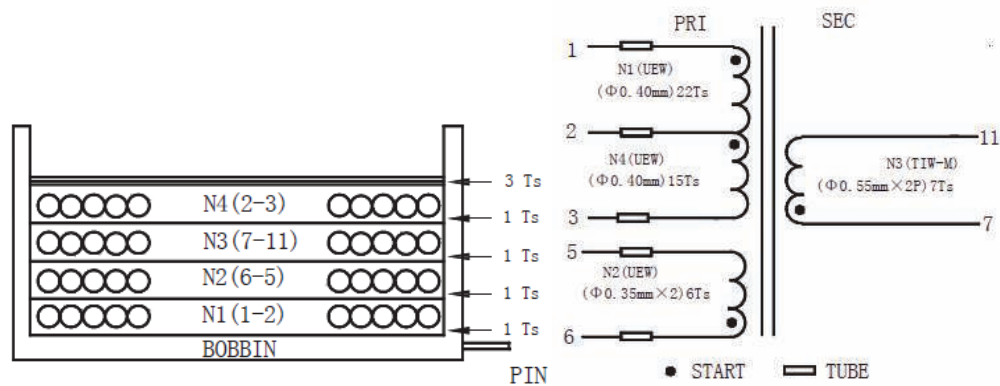 N4(2-3)
N3(7-11)
N2(6-5)
N1(1-2)
BOBBIN
3 Ts
1 Ts
1 Ts
1 Ts
1 Ts
PIN
PRI
SEC
1
N1(UEW)
(Φ0.40mm)22Ts
2
N4(UEW)
(Φ0.40mm)15Ts
3
5
N2(UEW)
(Φ0.35mm×2)6Ts
6
11
N3(TIW-M)
(Φ0.55mm×2P)7Ts
7
START
TUBE